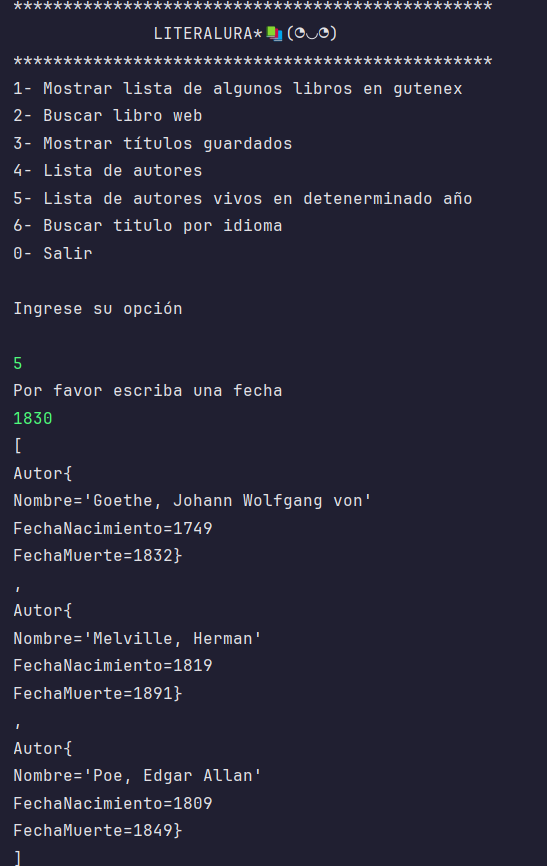 ************************************************
LITERALURA*📚(◔◡◔)
************************************************
1- Mostrar lista de algunos libros en gutenex
2- Buscar libro web
3- Mostrar títulos guardados
4- Lista de autores
5- Lista de autores vivos en detenerminado año
6- Buscar titulo por idioma
0- Salir
Ingrese su opción
5
Por favor escriba una fecha
1830
[
Autor{
Nombre='Goethe, Johann Wolfgang von'
FechaNacimiento=1749
FechaMuerte=1832}
,
Autor{
Nombre='Melville, Herman'
FechaNacimiento=1819
FechaMuerte=1891}
,
Autor{
Nombre='Poe, Edgar Allan'
FechaNacimiento=1809
FechaMuerte=1849}
]